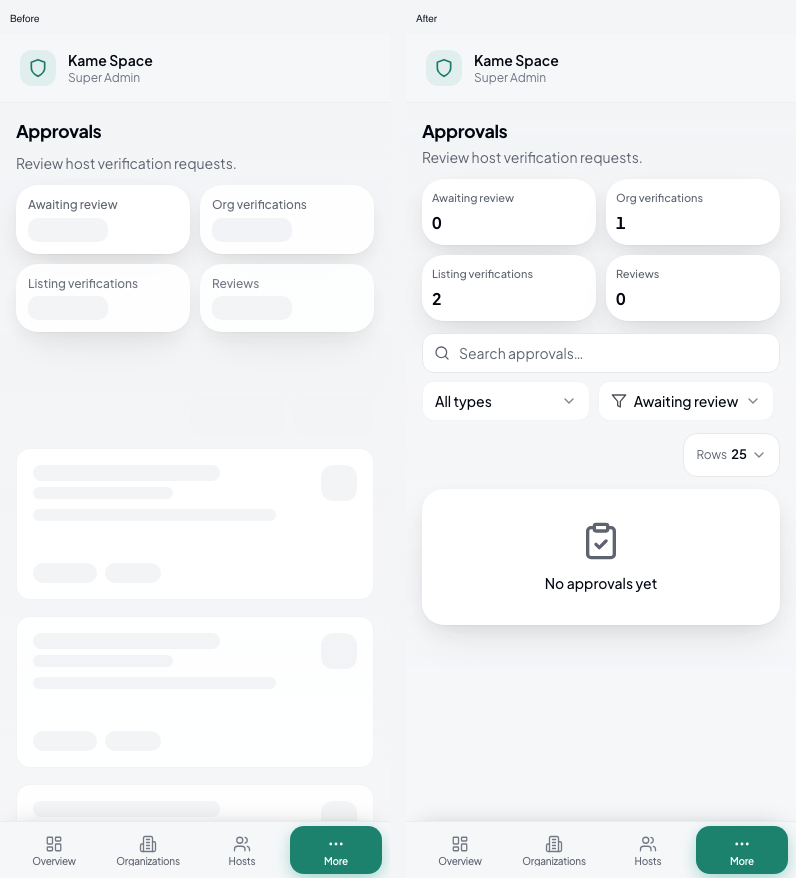 Before
Kame Space
Super Admin
Approvals
Review host verification requests.
Awaiting review
Org verifications
Listing verifications
Reviews
Overview
Organizations
Hosts
More
After
Kame Space
Super Admin
Approvals
Review host verification requests.
Awaiting review
0
Org verifications
1
Listing verifications
2
Reviews
0
Search approvals...
All types
Awaiting review
Rows 25
No approvals yet
Overview
Organizations
Hosts
More